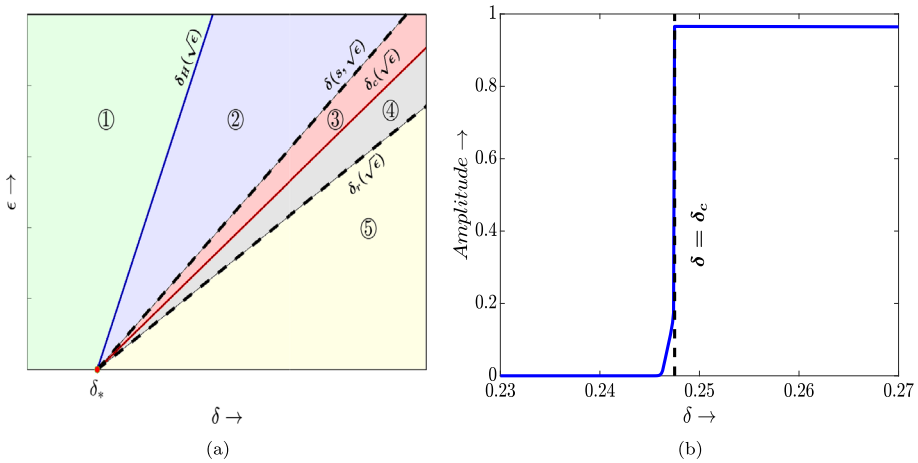 δH(√ε)
δ(s, √ε)
δc(√ε)
①
②
③
④
δr(√ε)
⑤
ϵ →
δ*
δ →
(a)
1
0.8
0.6
0.4
0.2
0
Amplitude →
δ = δc
0.23
0.24
0.25
0.26
0.27
δ →
(b)